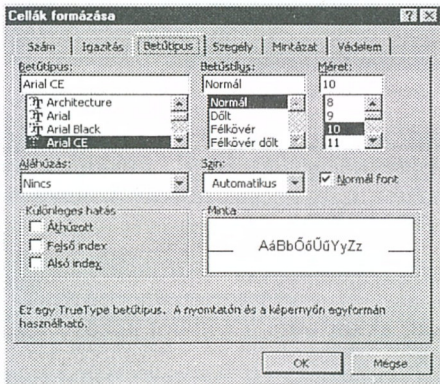 Cellák formázása
Szám Igazítás Betűtípus Szegély Mintázat Védelem
Betűtípus: Betűstílus: Méret:
Arial CE Normál 10
Architecture Normál 8
Arial Dőlt 9
Arial Black Félkövér 10
Arial CE Félkövér dőlt 11
Aláhúzás: Szín:
Nincs Automatikus Normál font
Különleges hatás Minta
Áthúzott
Felső index AáBbŐőŰűYyZz
Alsó index
Ez egy TrueType betűtípus. A nyomtatón és a képernyőn egyformán
használható.
OK Mégse